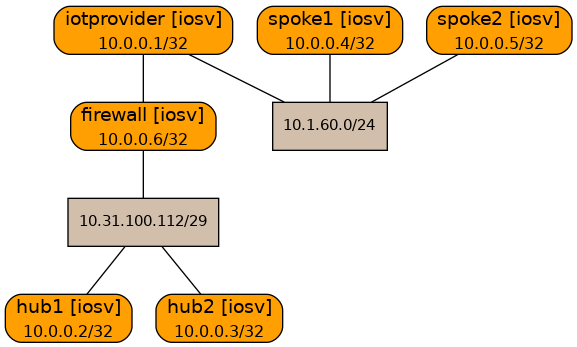 iotprovider [iosv]
10.0.0.1/32
spoke1 [iosv]
10.0.0.4/32
spoke2 [iosv]
10.0.0.5/32
firewall [iosv]
10.0.0.6/32
10.1.60.0/24
10.31.100.112/29
hub1 [iosv]
10.0.0.2/32
hub2 [iosv]
10.0.0.3/32